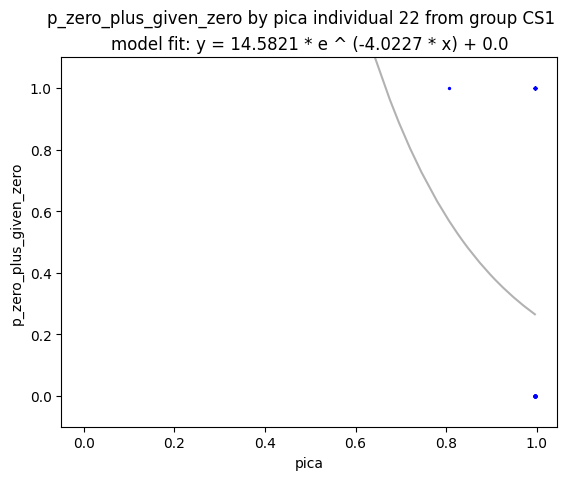 p_zero_plus_given_zero by pica individual 22 from group CS1
model fit: y = 14.5821 * e ^ (-4.0227 * x) + 0.0
1.0
0.8
0.6
0.4
0.2
0.0
p_zero_plus_given_zero
0.0 0.2 0.4 0.6 0.8 1.0
pica